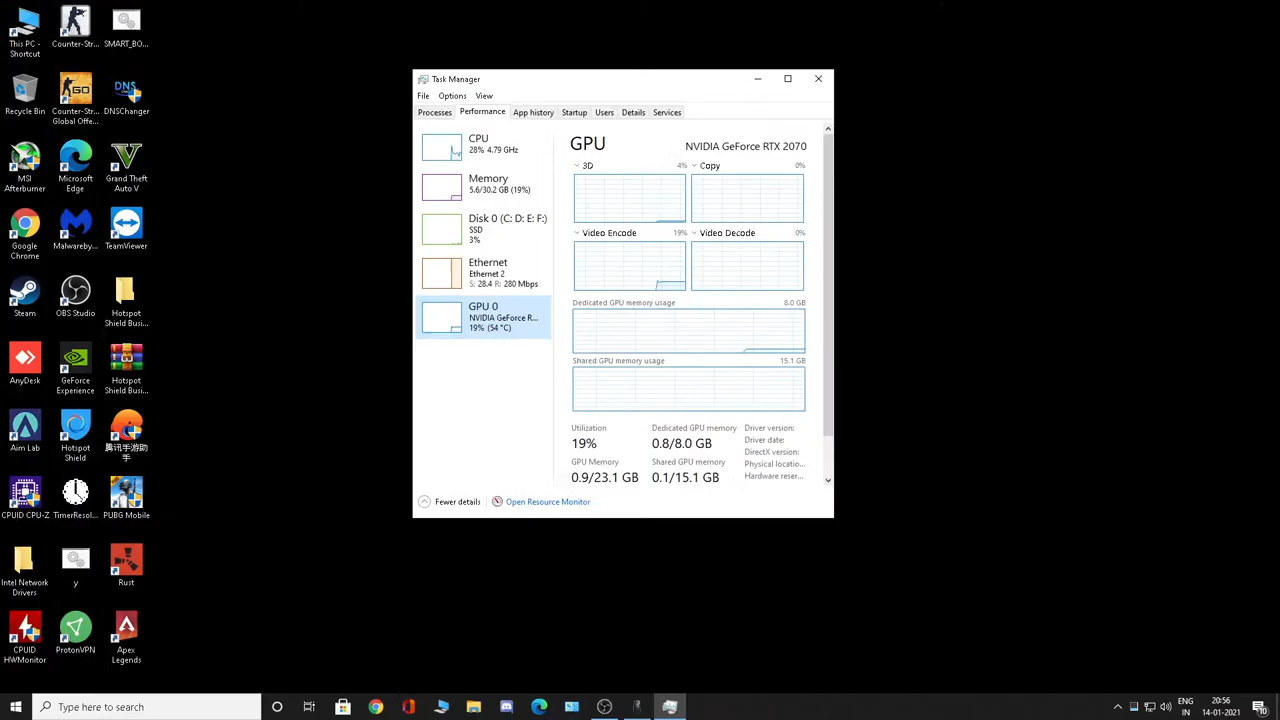 This PC -
Shortcut
Counter-Str...
SMART_BO...
Recycle Bin
Counter-Str...
Global Offe...
DNS
DNSChanger
MSI
Afterburner
Microsoft
Edge
Grand Theft
Auto V
Google
Chrome
Malwareby...
TeamViewer
Steam
OBS Studio
Hotspot
Shield Busi...
AnyDesk
GeForce
Experience
Hotspot
Shield Busi...
Aim Lab
Hotspot
Shield
腾讯手游助
手
CPUID CPU-Z
TimerResol...
PUBG Mobile
Intel Network
Drivers
y
Rust
CPUID
HWMonitor
ProtonVPN
Apex
Legends
Task Manager
File Options View
Processes Performance App history Startup Users Details Services
CPU
28% 4.79 GHz
Memory
5.6/30.2 GB (19%)
Disk 0 (C: D: E: F:)
SSD
3%
Ethernet
Ethernet 2
S: 28.4 R: 280 Mbps
GPU 0
NVIDIA GeForce R...
19% (54 °C)
GPU NVIDIA GeForce RTX 2070
3D 4% Copy 0%
Video Encode 19% Video Decode 0%
Dedicated GPU memory usage 8.0 GB
Shared GPU memory usage 15.1 GB
Utilization
19%
Dedicated GPU memory
0.8/8.0 GB
GPU Memory
0.9/23.1 GB
Shared GPU memory
0.1/15.1 GB
Driver version:
Driver date:
DirectX version:
Physical locatio...
Hardware reser...
Fewer details Open Resource Monitor
Type here to search
ENG
IN
20:56
14-01-2021